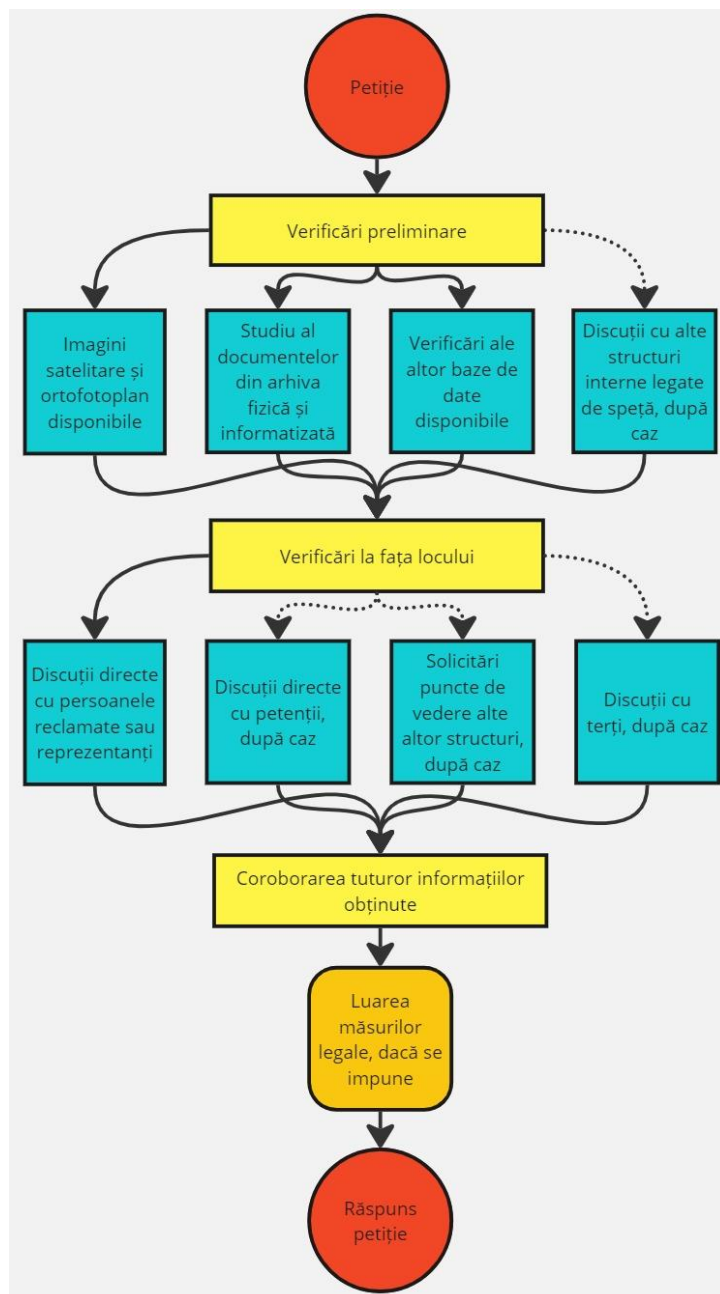 Petiție
Verificări preliminare
Imagini
satelitare și
ortofotoplan
disponibile
Studiu al
documentelor
din arhiva
fizică și
informatizată
Verificări ale
altor baze de
date
disponibile
Discuții cu alte
structuri
interne legate
de speță, după
caz
Verificări la fața locului
Discuții directe
cu persoanele
reclamate sau
reprezentanți
Discuții directe
cu petenții,
după caz
Solicitări
puncte de
vedere alte
altor structuri,
după caz
Discuții cu
terți, după caz
Coroborarea tuturor informațiilor
obținute
Luarea
măsurilor
legale, dacă se
impune
Răspuns
petiție